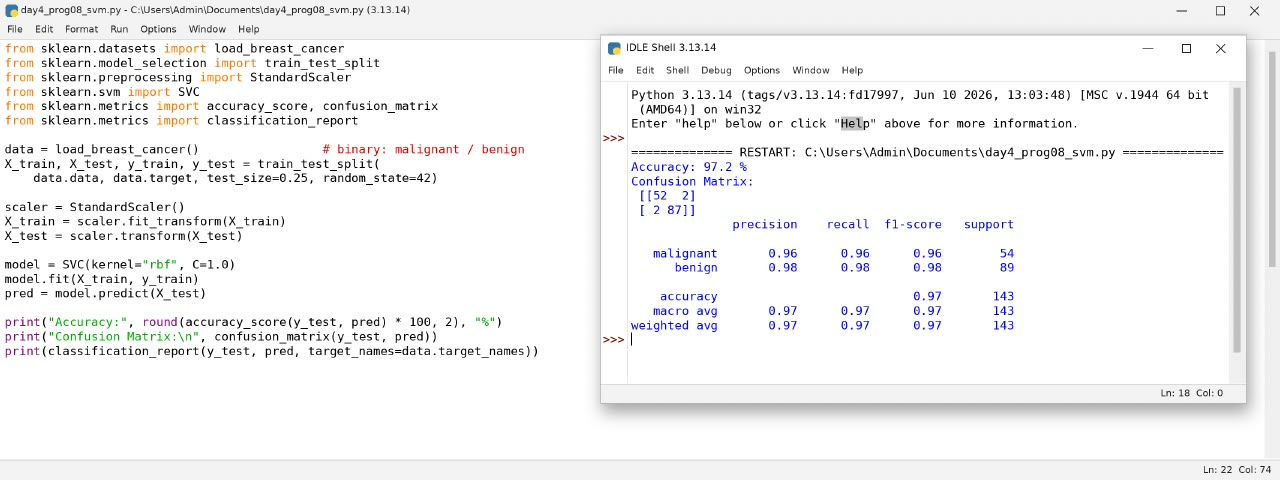 day4_prog08_svm.py - C:\Users\Admin\Documents\day4_prog08_svm.py (3.13.14)
File Edit Format Run Options Window Help
from sklearn.datasets import load_breast_cancer
from sklearn.model_selection import train_test_split
from sklearn.preprocessing import StandardScaler
from sklearn.svm import SVC
from sklearn.metrics import accuracy_score, confusion_matrix
from sklearn.metrics import classification_report
data = load_breast_cancer()                 # binary: malignant / benign
X_train, X_test, y_train, y_test = train_test_split(
    data.data, data.target, test_size=0.25, random_state=42)
scaler = StandardScaler()
X_train = scaler.fit_transform(X_train)
X_test = scaler.transform(X_test)
model = SVC(kernel="rbf", C=1.0)
model.fit(X_train, y_train)
pred = model.predict(X_test)
print("Accuracy:", round(accuracy_score(y_test, pred) * 100, 2), "%")
print("Confusion Matrix:\n", confusion_matrix(y_test, pred))
print(classification_report(y_test, pred, target_names=data.target_names))
Ln: 22 Col: 74
IDLE Shell 3.13.14
File Edit Shell Debug Options Window Help
Python 3.13.14 (tags/v3.13.14:fd17997, Jun 10 2026, 13:03:48) [MSC v.1944 64 bit
 (AMD64)] on win32
Enter "help" below or click "Help" above for more information.
>>>
============== RESTART: C:\Users\Admin\Documents\day4_prog08_svm.py ==============
Accuracy: 97.2 %
Confusion Matrix:
 [[52  2]
 [ 2 87]]
              precision    recall  f1-score   support
   malignant       0.96      0.96      0.96        54
      benign       0.98      0.98      0.98        89
    accuracy                           0.97       143
   macro avg       0.97      0.97      0.97       143
weighted avg       0.97      0.97      0.97       143
>>>
Ln: 18 Col: 0